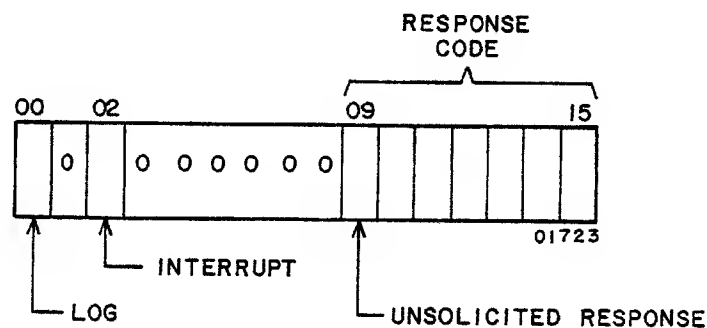 RESPONSE
CODE
00 02 09 15
0 0 0 0 0 0 0
01723
INTERRUPT
LOG
UNSOLICITED RESPONSE